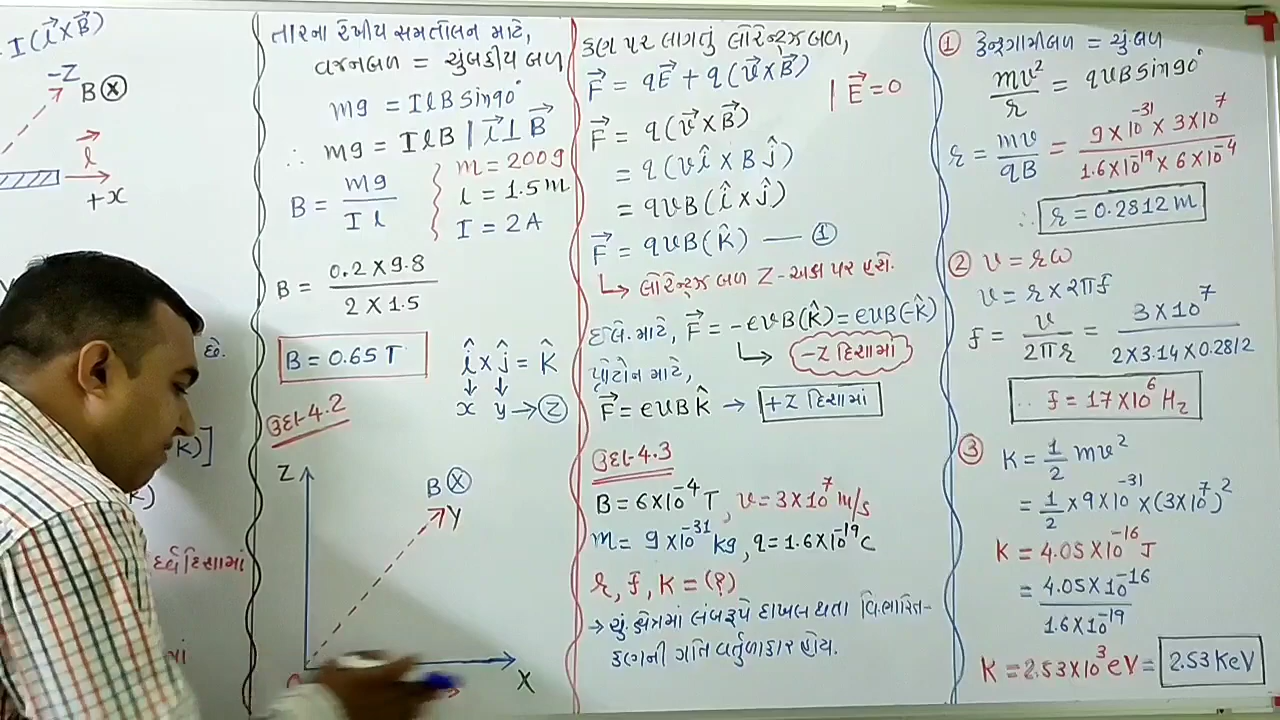 I(l⃗×B⃗)
-Z
B ⓧ
l⃗
+x
છે.
k)]
k)
ર્ધ્વદિશામાં
માં
તારના રેખીય સમતોલન માટે,
વજનબળ = ચુંબકીય બળ
mg = IlB Sin90°
∴ mg = IlB | l⃗ ⊥ B⃗
B = mg / I l
m = 200g
l = 1.5m
I = 2A
B = 0.2 × 9.8 / 2 × 1.5
B = 0.65 T
î × ĵ = k̂
↓ ↓
x y → Ⓩ
ઉદા-4.2
Z
B ⓧ
Y
X
કણ પર લાગતું લોરેન્ટ્ઝ બળ,
F⃗ = qE⃗ + q(v⃗×B⃗)
| E⃗ = 0
F⃗ = q(v⃗×B⃗)
= q(vî × Bĵ)
= qvB(î×ĵ)
F⃗ = qvB(k̂) — ①
↳ લોરેન્ટ્ઝ બળ Z-અક્ષ પર હશે.
ઇલે. માટે, F⃗ = -evB(k̂) = evB(-k̂)
↳ -Z દિશામાં
પ્રોટોન માટે,
F⃗ = evB k̂ → +Z દિશામાં
ઉદા-4.3
B = 6×10⁻⁴ T, v = 3×10⁷ m/s
m = 9×10⁻³¹ kg, q = 1.6×10⁻¹⁹ C
r, f, K = (?)
→ ચું.ક્ષેત્રમાં લંબરૂપે દાખલ થતા વિ.ભારિત-
કણની ગતિ વર્તુળાકાર હોય.
① કેન્દ્રગામીબળ = ચું બળ
mv² / r = qvB sin90°
r = mv / qB = 9×10⁻³¹ × 3×10⁷ / 1.6×10⁻¹⁹ × 6×10⁻⁴
∴ r = 0.2812 m
② v = rω
v = r × 2πf
f = v / 2πr = 3×10⁷ / 2×3.14×0.2812
∴ f = 17×10⁶ Hz
③ K = 1/2 mv²
= 1/2 × 9×10⁻³¹ × (3×10⁷)²
K = 4.05×10⁻¹⁶ J
= 4.05×10⁻¹⁶ / 1.6×10⁻¹⁹
K = 2.53×10³ eV = 2.53 KeV